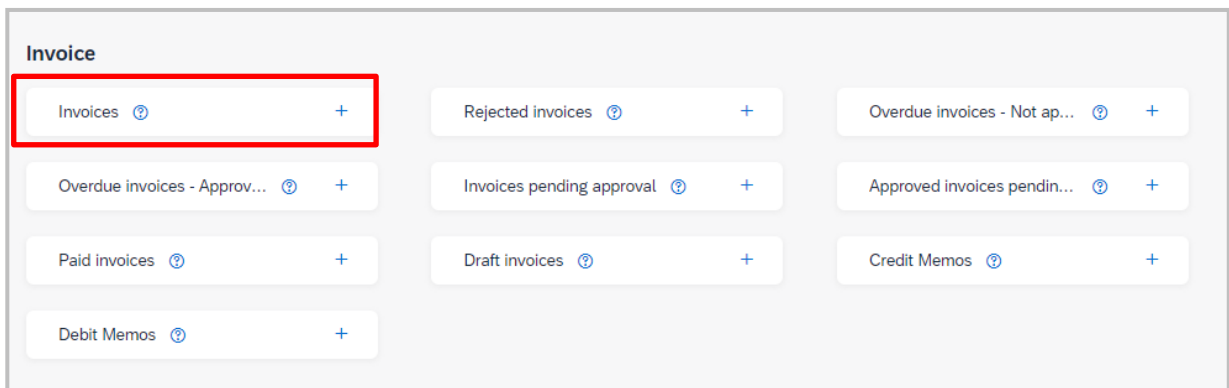 Invoice
Invoices ? +
Rejected invoices ? +
Overdue invoices - Not ap... ? +
Overdue invoices - Approv... ? +
Invoices pending approval ? +
Approved invoices pendin... ? +
Paid invoices ? +
Draft invoices ? +
Credit Memos ? +
Debit Memos ? +